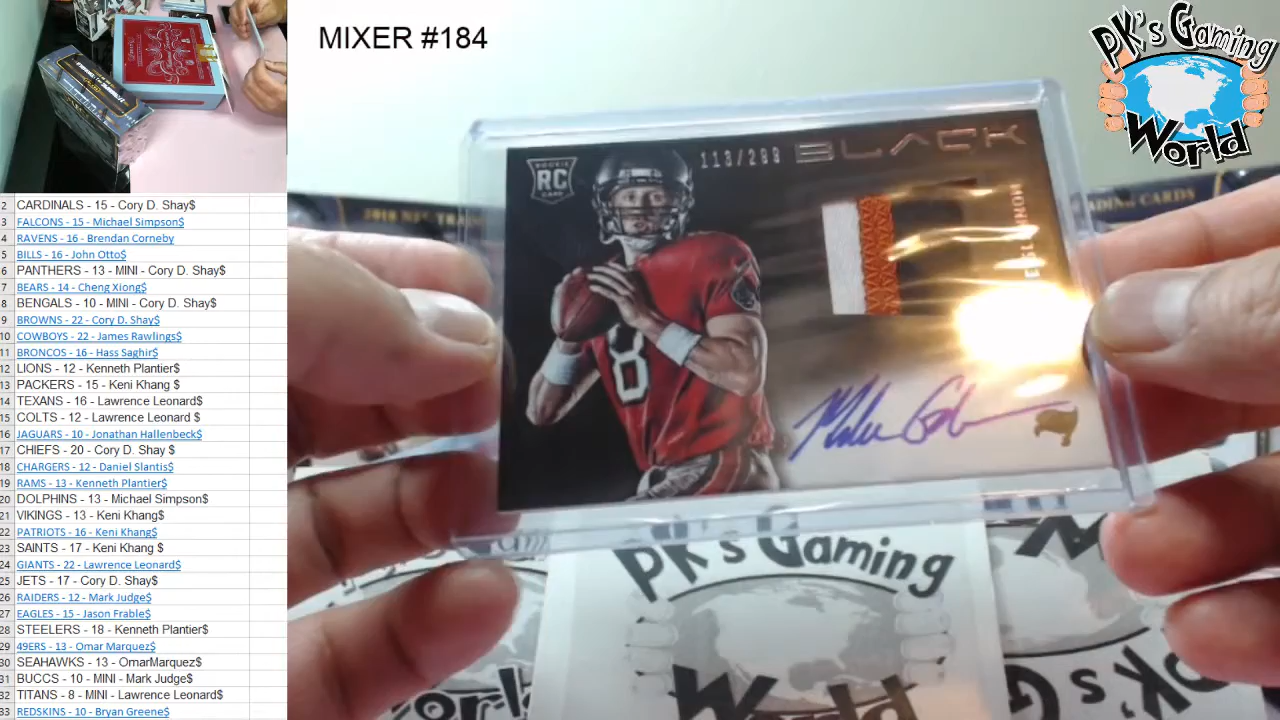 MIXER #184
PK's Gaming
World
2 CARDINALS - 15 - Cory D. Shay$
3 FALCONS - 15 - Michael Simpson$
4 RAVENS - 16 - Brendan Corneby
5 BILLS - 16 - John Otto$
6 PANTHERS - 13 - MINI - Cory D. Shay$
7 BEARS - 14 - Cheng Xiong$
8 BENGALS - 10 - MINI - Cory D. Shay$
9 BROWNS - 22 - Cory D. Shay$
10 COWBOYS - 22 - James Rawlings$
11 BRONCOS - 16 - Hass Saghir$
12 LIONS - 12 - Kenneth Plantier$
13 PACKERS - 15 - Keni Khang $
14 TEXANS - 16 - Lawrence Leonard$
15 COLTS - 12 - Lawrence Leonard $
16 JAGUARS - 10 - Jonathan Hallenbeck$
17 CHIEFS - 20 - Cory D. Shay $
18 CHARGERS - 12 - Daniel Slantis$
19 RAMS - 13 - Kenneth Plantier$
20 DOLPHINS - 13 - Michael Simpson$
21 VIKINGS - 13 - Keni Khang$
22 PATRIOTS - 16 - Keni Khang$
23 SAINTS - 17 - Keni Khang $
24 GIANTS - 22 - Lawrence Leonard$
25 JETS - 17 - Cory D. Shay$
26 RAIDERS - 12 - Mark Judge$
27 EAGLES - 15 - Jason Frable$
28 STEELERS - 18 - Kenneth Plantier$
29 49ERS - 13 - Omar Marquez$
30 SEAHAWKS - 13 - OmarMarquez$
31 BUCCS - 10 - MINI - Mark Judge$
32 TITANS - 8 - MINI - Lawrence Leonard$
33 REDSKINS - 10 - Bryan Greene$
ROOKIE
RC
CARD
113/299 BLACK
8
PK's Gaming
World